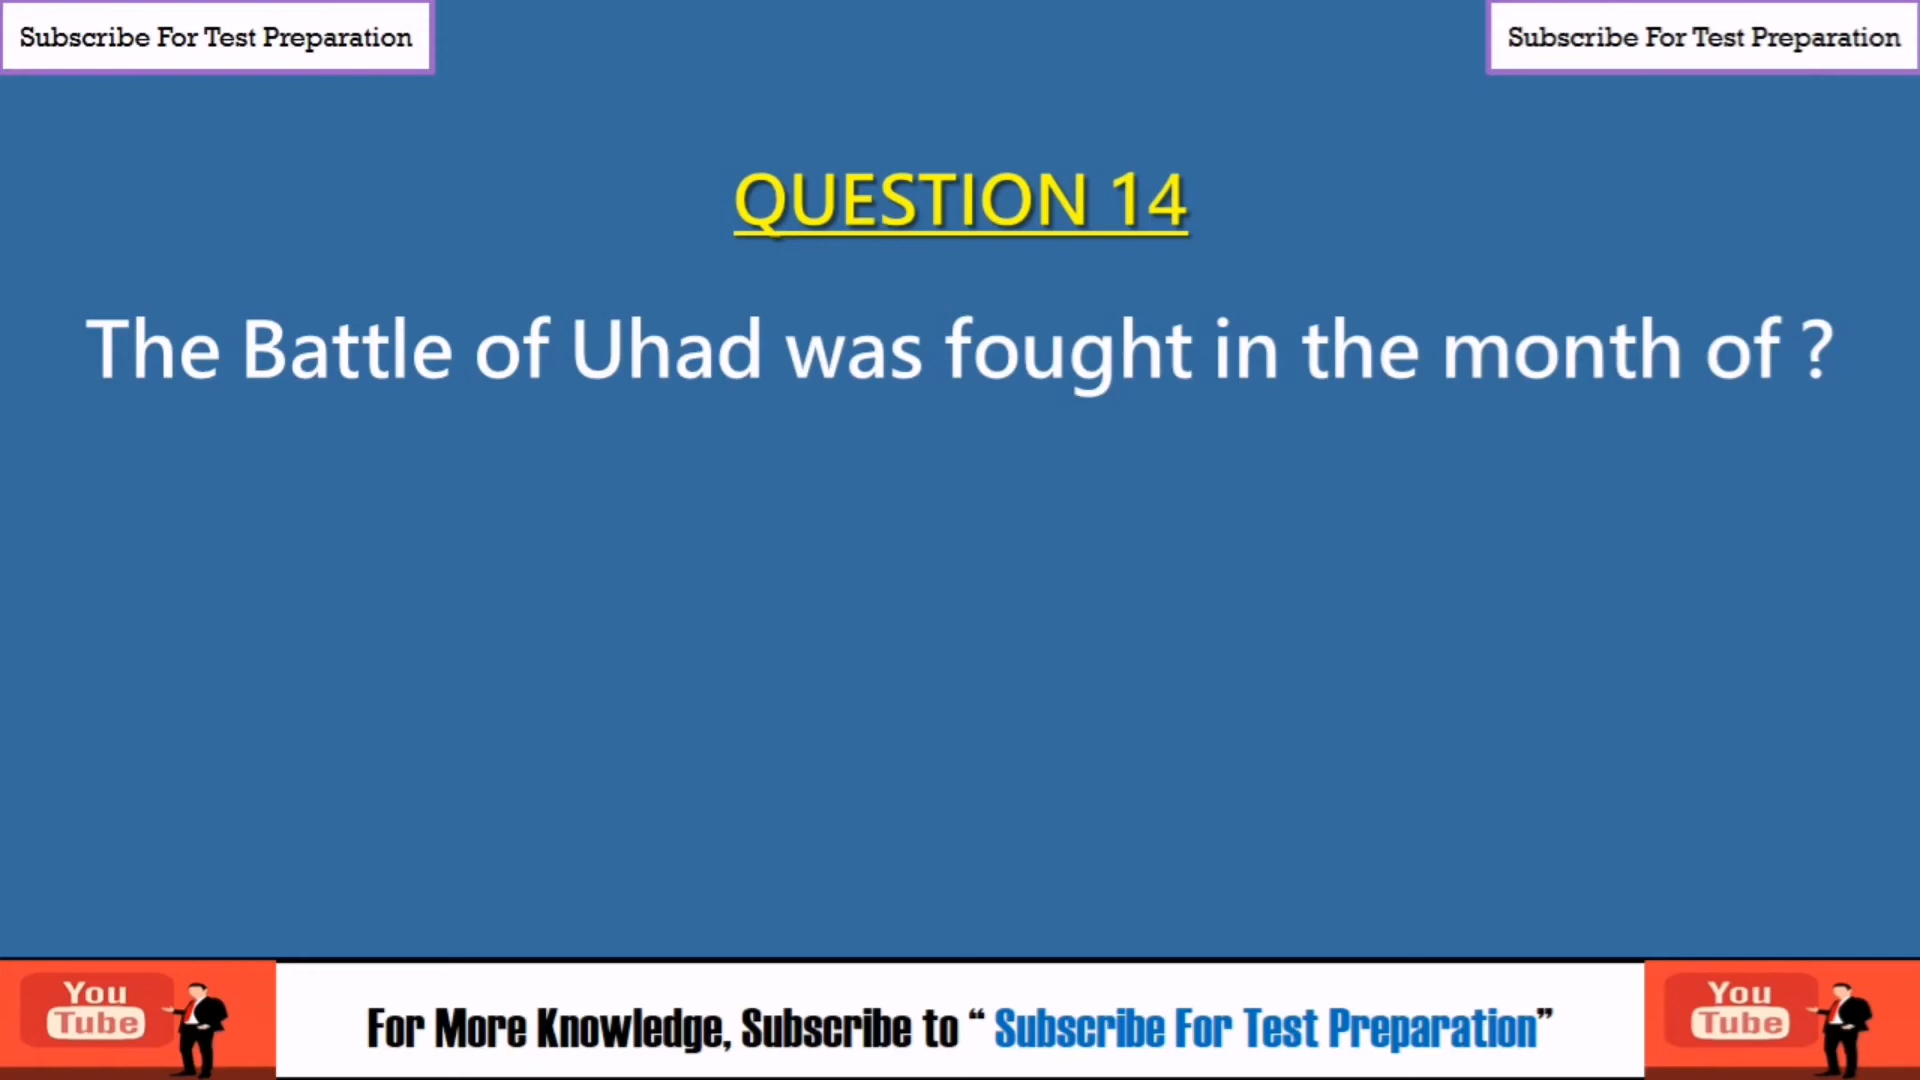 Subscribe For Test Preparation
Subscribe For Test Preparation
QUESTION 14
The Battle of Uhad was fought in the month of ?
You
Tube
For More Knowledge, Subscribe to “ Subscribe For Test Preparation”
You
Tube